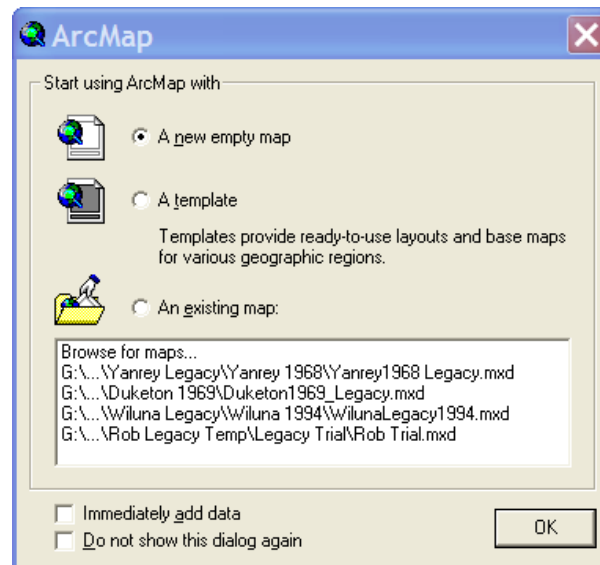 ArcMap
Start using ArcMap with
A new empty map
A template
Templates provide ready-to-use layouts and base maps
for various geographic regions.
An existing map:
Browse for maps...
G:\...\Yanrey Legacy\Yanrey 1968\Yanrey1968 Legacy.mxd
G:\...\Duketon 1969\Duketon1969_Legacy.mxd
G:\...\Wiluna Legacy\Wiluna 1994\WilunaLegacy1994.mxd
G:\...\Rob Legacy Temp\Legacy Trial\Rob Trial.mxd
Immediately add data
Do not show this dialog again
OK